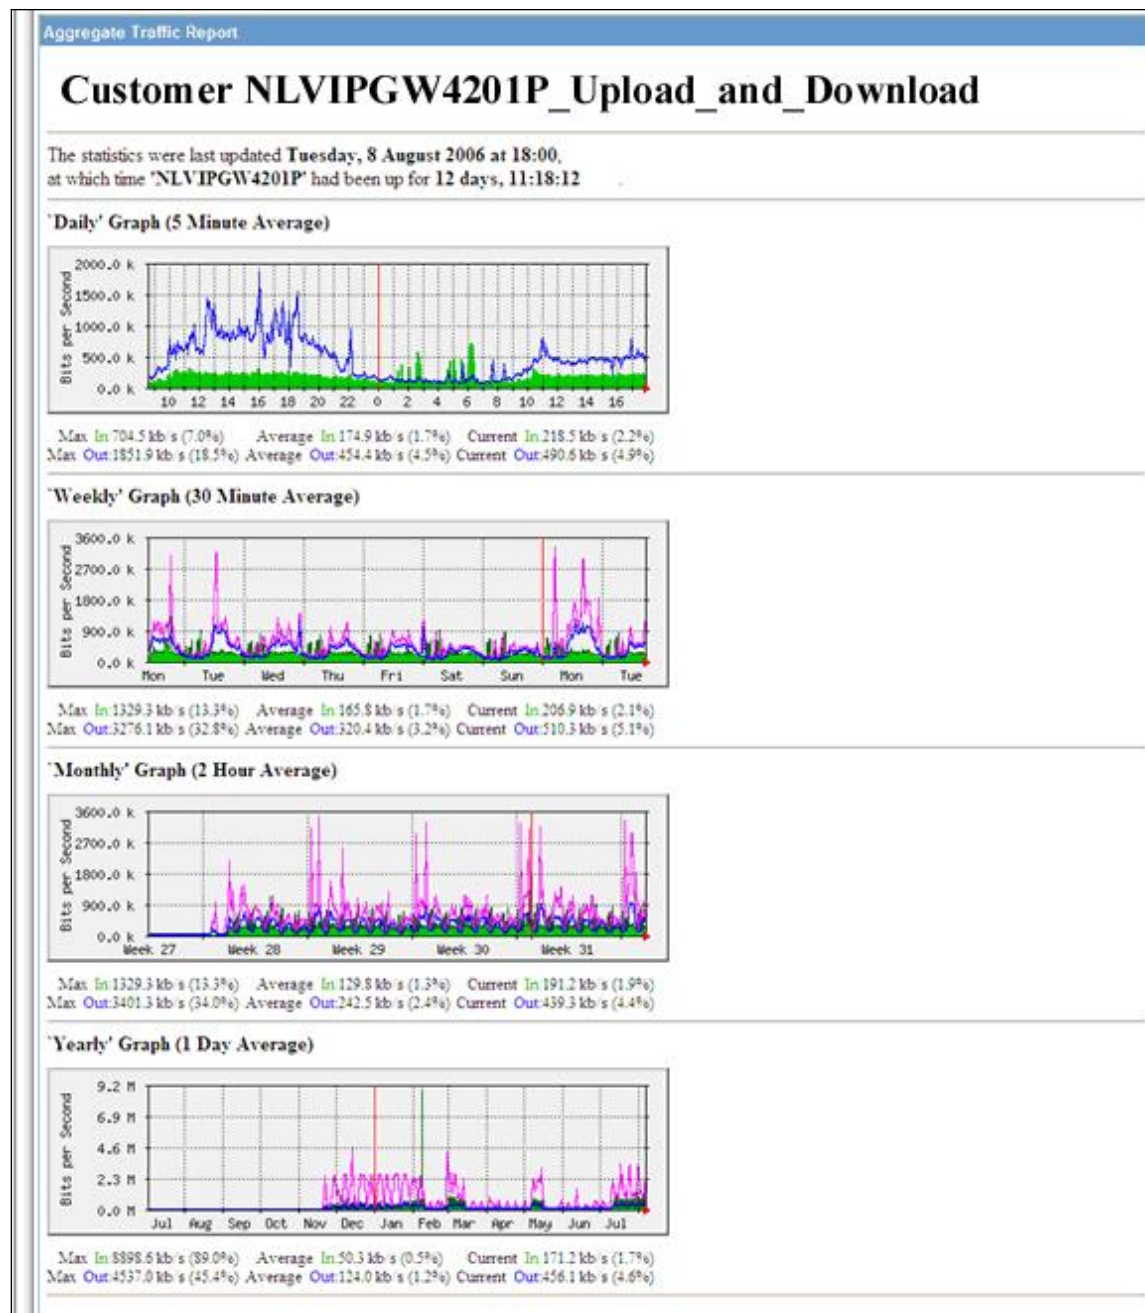 Aggregate Traffic Report
Customer NLVIPGW4201P_Upload_and_Download
The statistics were last updated Tuesday, 8 August 2006 at 18:00,
at which time 'NLVIPGW4201P' had been up for 12 days, 11:18:12
`Daily' Graph (5 Minute Average)
Bits per Second
2000.0 k
1500.0 k
1000.0 k
500.0 k
0.0 k
10 12 14 16 18 20 22 0 2 4 6 8 10 12 14 16
Max In:704.5 kb/s (7.0%) Average In:174.9 kb/s (1.7%) Current In:218.5 kb/s (2.2%)
Max Out:1851.9 kb/s (18.5%) Average Out:454.4 kb/s (4.5%) Current Out:490.6 kb/s (4.9%)
`Weekly' Graph (30 Minute Average)
Bits per Second
3600.0 k
2700.0 k
1800.0 k
900.0 k
0.0 k
Mon Tue Wed Thu Fri Sat Sun Mon Tue
Max In:1329.3 kb/s (13.3%) Average In:165.8 kb/s (1.7%) Current In:206.9 kb/s (2.1%)
Max Out:3276.1 kb/s (32.8%) Average Out:320.4 kb/s (3.2%) Current Out:510.3 kb/s (5.1%)
`Monthly' Graph (2 Hour Average)
Bits per Second
3600.0 k
2700.0 k
1800.0 k
900.0 k
0.0 k
Week 27 Week 28 Week 29 Week 30 Week 31
Max In:1329.3 kb/s (13.3%) Average In:129.8 kb/s (1.3%) Current In:191.2 kb/s (1.9%)
Max Out:3401.3 kb/s (34.0%) Average Out:242.5 kb/s (2.4%) Current Out:439.3 kb/s (4.4%)
`Yearly' Graph (1 Day Average)
Bits per Second
9.2 M
6.9 M
4.6 M
2.3 M
0.0 M
Jul Aug Sep Oct Nov Dec Jan Feb Mar Apr May Jun Jul
Max In:8898.6 kb/s (89.0%) Average In:50.3 kb/s (0.5%) Current In:171.2 kb/s (1.7%)
Max Out:4537.0 kb/s (45.4%) Average Out:124.0 kb/s (1.2%) Current Out:456.1 kb/s (4.6%)